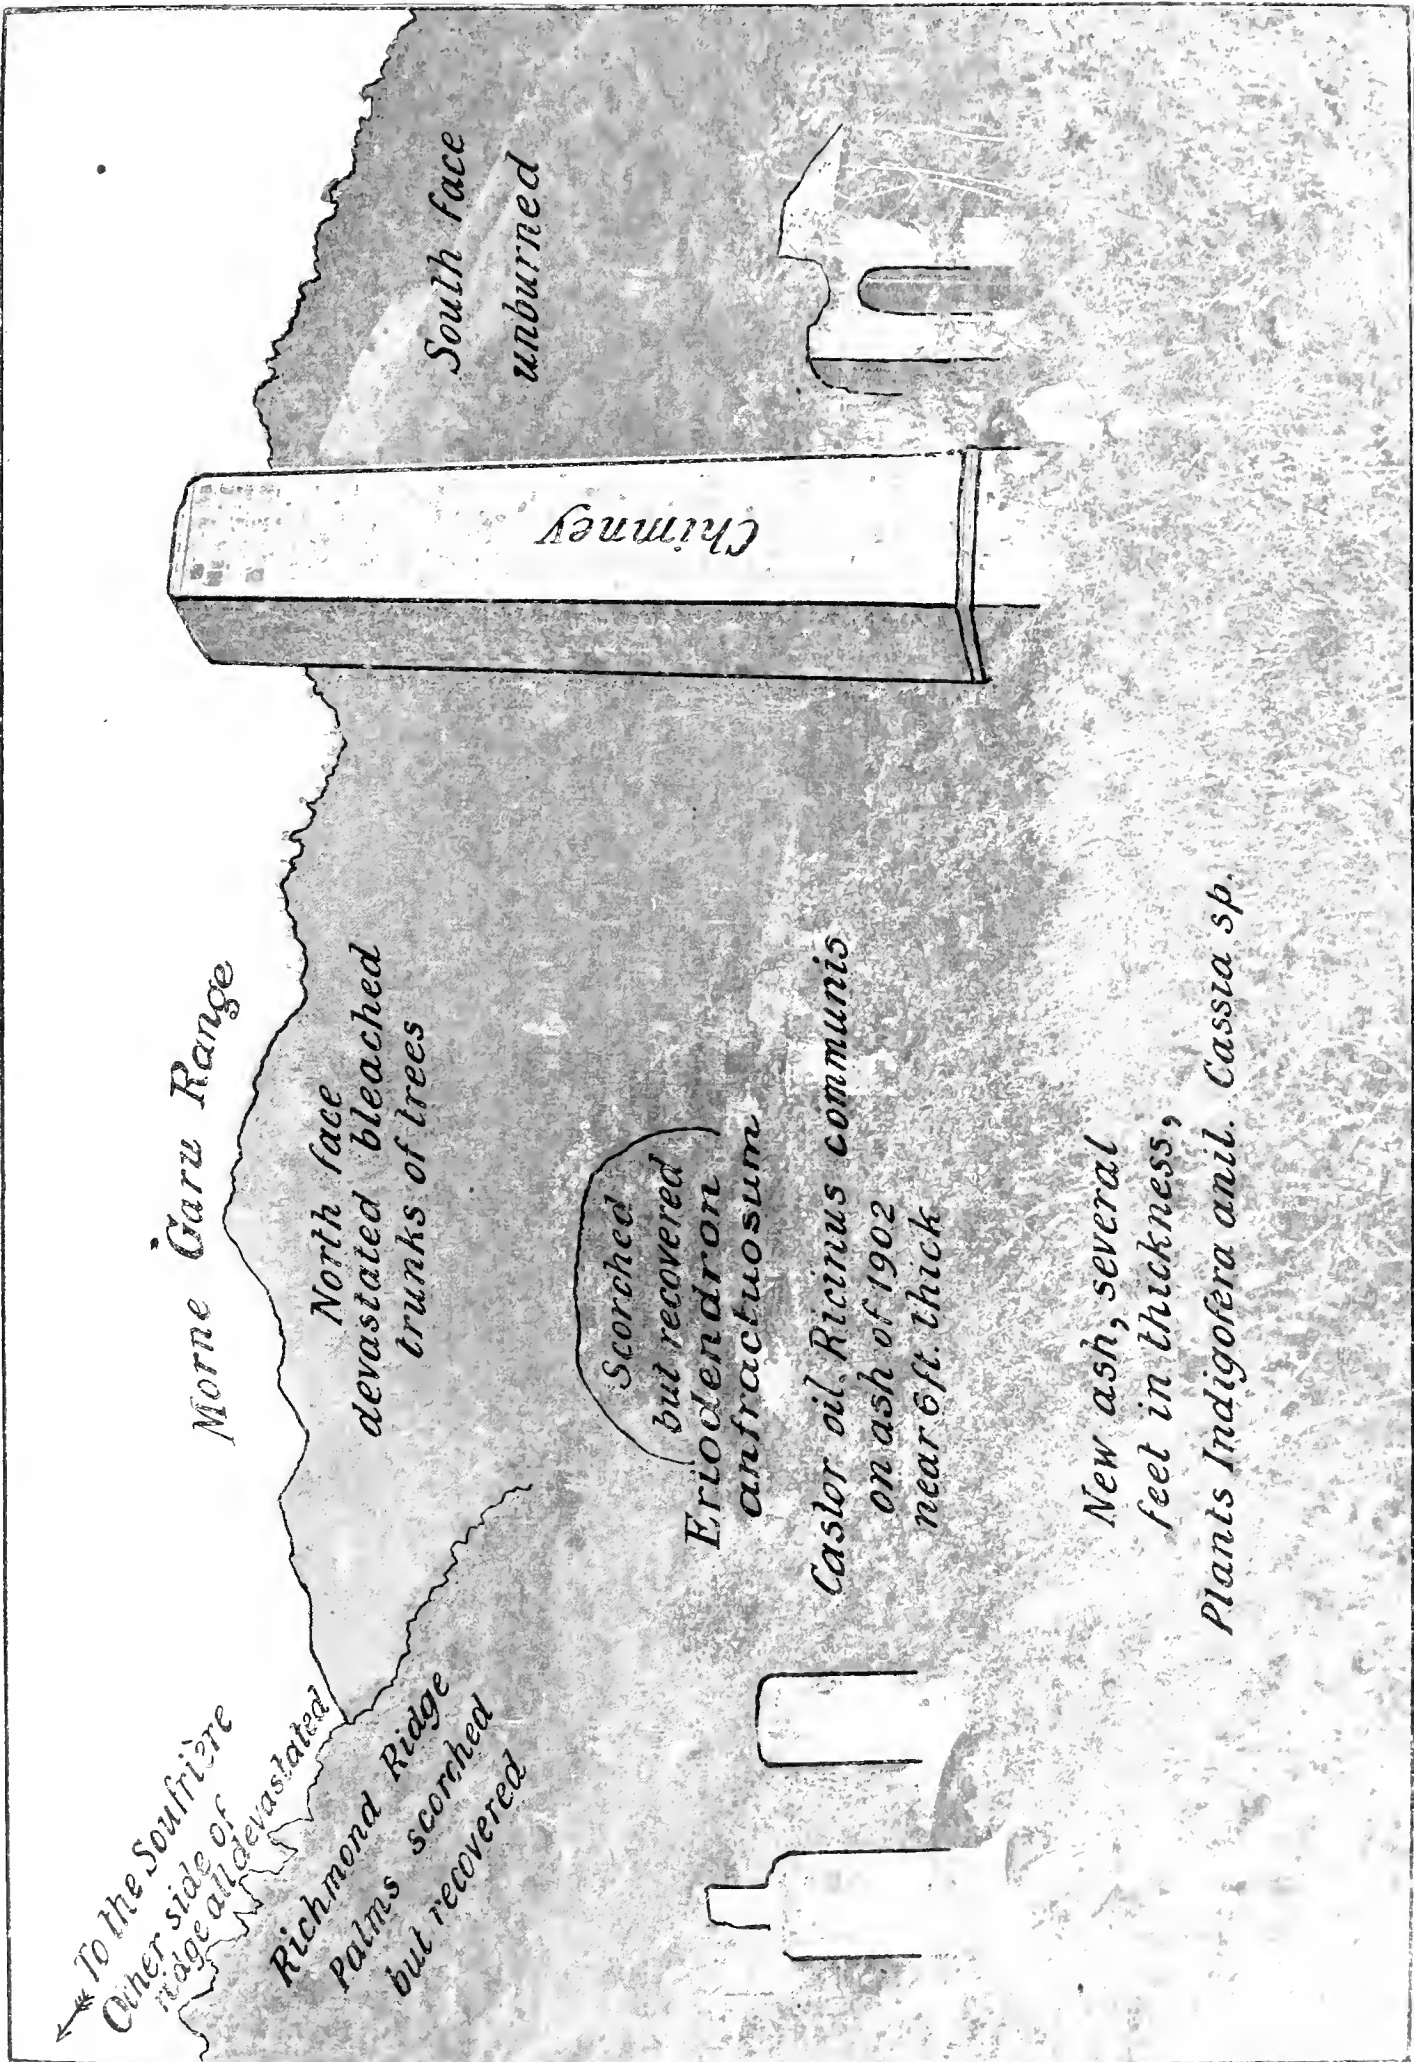 To the Soufrière
Other side of
ridge all devastated
Morne Garu Range
Richmond Ridge
Palms scorched
but recovered
North face
devastated bleached
trunks of trees
South face
unburned
Chimney
Scorched
but recovered
Eriodendron
anfractuosum
Castor oil Ricinus communis
on ash of 1902
near 6 ft. thick
New ash, several
feet in thickness,
Plants Indigofera anil. Cassia sp.